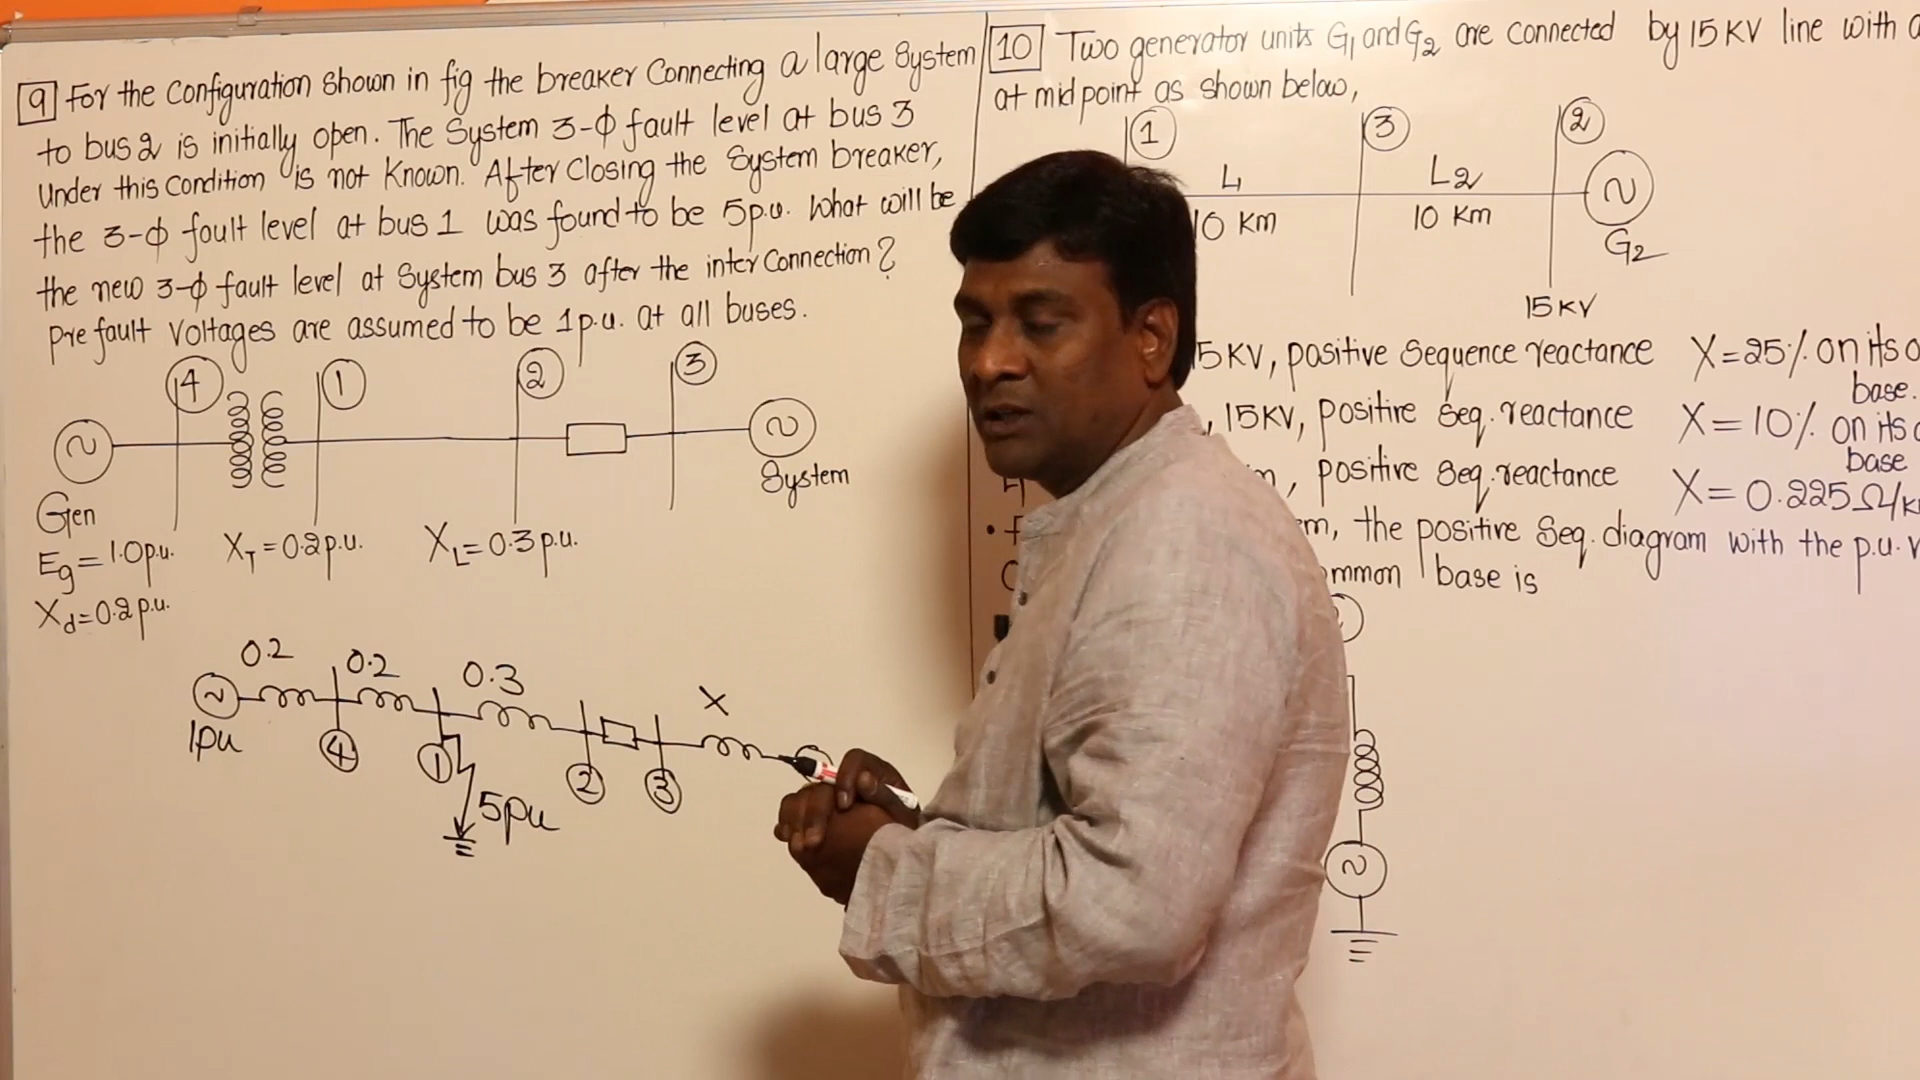 9 For the Configuration shown in fig the breaker Connecting a large System
to bus 2 is initially open. The System 3-ϕ fault level at bus 3
Under this Condition is not Known. After Closing the System breaker,
the 3-ϕ fault level at bus 1 was found to be 5p.u. What will be
the new 3-ϕ fault level at System bus 3 after the inter Connection?
Pre fault Voltages are assumed to be 1p.u. at all buses.
4 1 2 3
Gen
System
Eg=1.0p.u. XT=0.2p.u. XL=0.3p.u.
Xd=0.2p.u.
0.2 0.2 0.3 X
1pu 4 1 2 3
5pu
10 Two generator units G1 and G2 are connected by 15KV line with a
at mid point as shown below,
1 3 2
L1 L2
10 Km 10 Km
G2
15KV
5KV, positive Sequence reactance X=25% on its
base.
, 15KV, positive Seq. reactance X=10% on its
base
, positive Seq. reactance X=0.225Ω/
the positive Seq. diagram with the p.u.
base is